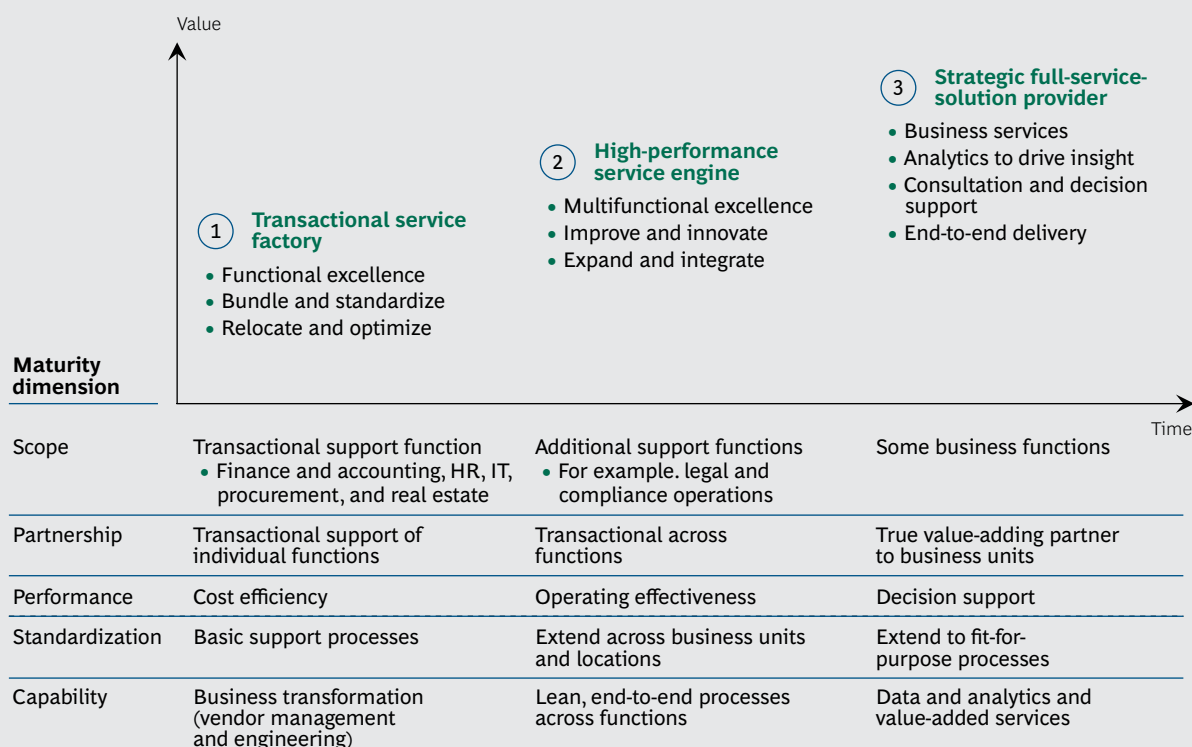 Value
3 Strategic full-service-
solution provider
• Business services
• Analytics to drive insight
• Consultation and decision
support
• End-to-end delivery
2 High-performance
service engine
• Multifunctional excellence
• Improve and innovate
• Expand and integrate
1 Transactional service
factory
• Functional excellence
• Bundle and standardize
• Relocate and optimize
Maturity
dimension
Time
Scope
Transactional support function
• Finance and accounting, HR, IT,
procurement, and real estate
Additional support functions
• For example. legal and
compliance operations
Some business functions
Partnership
Transactional support of
individual functions
Transactional across
functions
True value-adding partner
to business units
Performance
Cost efficiency
Operating effectiveness
Decision support
Standardization
Basic support processes
Extend across business units
and locations
Extend to fit-for-
purpose processes
Capability
Business transformation
(vendor management
and engineering)
Lean, end-to-end processes
across functions
Data and analytics and
value-added services